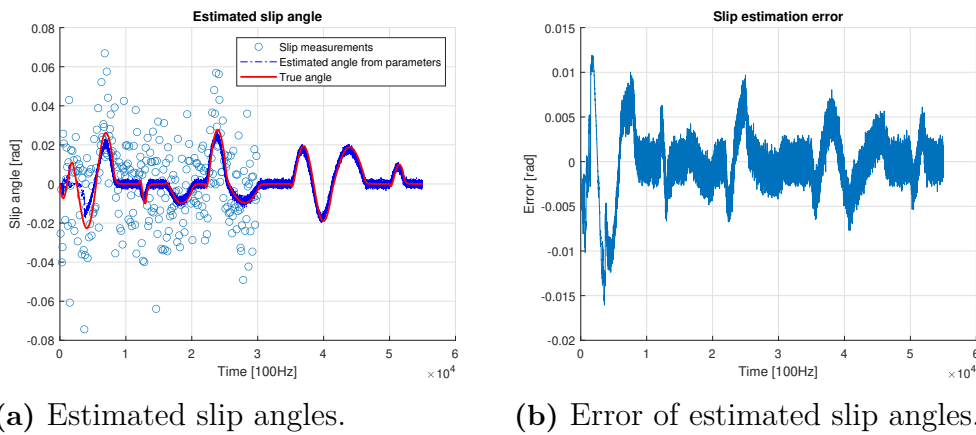 Estimated slip angle
0.08
0.06
0.04
0.02
0
-0.02
-0.04
-0.06
-0.08
Slip angle [rad]
Slip measurements
Estimated angle from parameters
True angle
0 1 2 3 4 5 6
Time [100Hz]
×10^4
Slip estimation error
0.015
0.01
0.005
0
-0.005
-0.01
-0.015
-0.02
Error [rad]
0 1 2 3 4 5 6
Time [100Hz]
×10^4
(a) Estimated slip angles.
(b) Error of estimated slip angles.